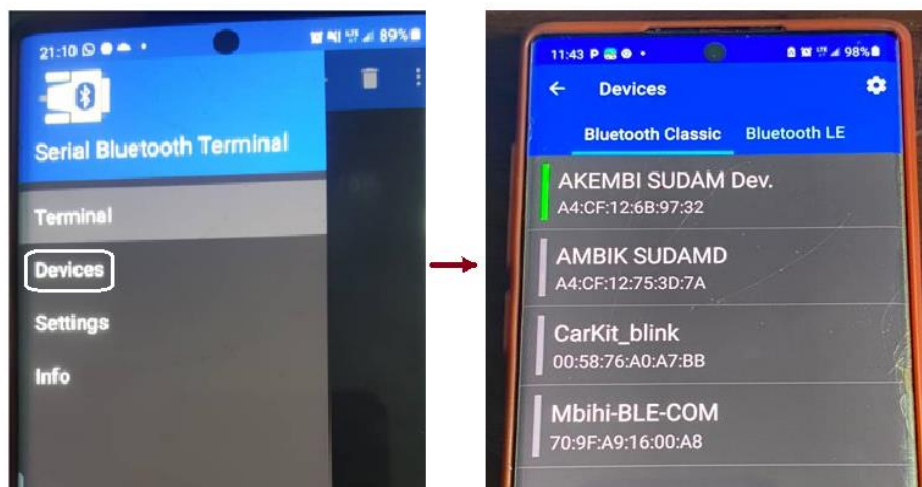 21:10 89%
Serial Bluetooth Terminal
Terminal
Devices
Settings
Info
11:43 P LTE 98%
Devices
Bluetooth Classic Bluetooth LE
AKEMBI SUDAM Dev.
A4:CF:12:6B:97:32
AMBIK SUDAMD
A4:CF:12:75:3D:7A
CarKit_blink
00:58:76:A0:A7:BB
Mbihi-BLE-COM
70:9F:A9:16:00:A8